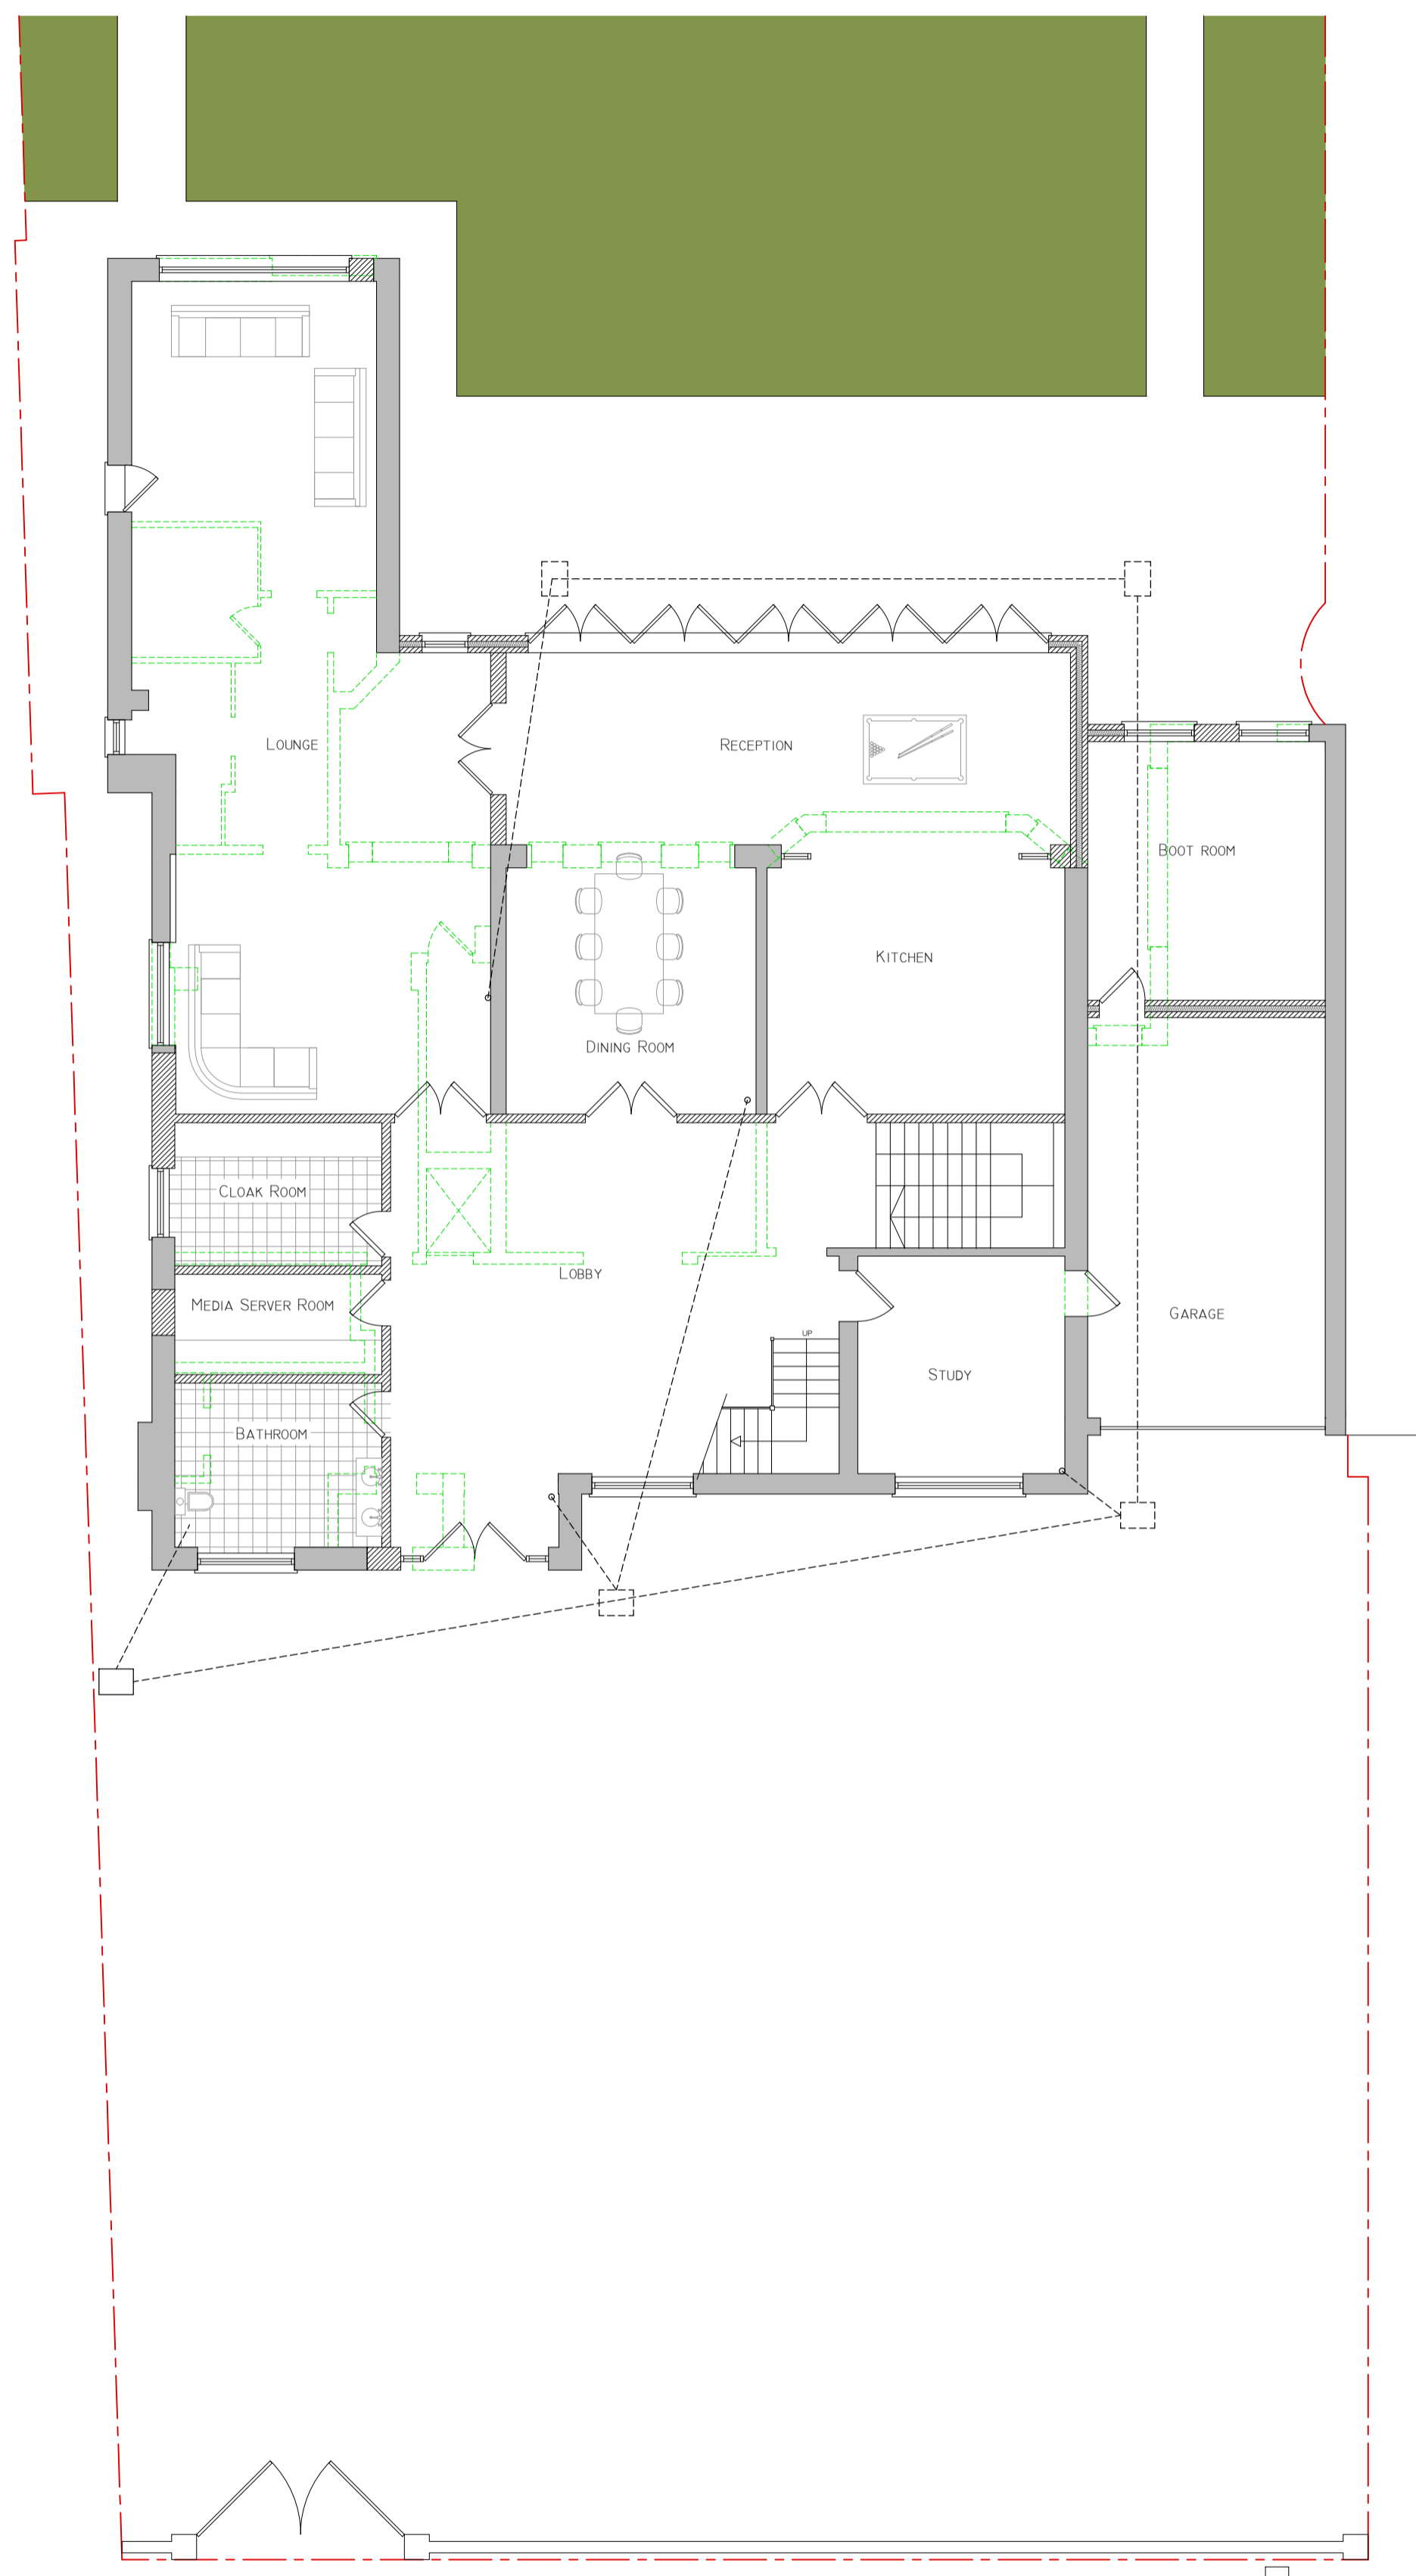 LOUNGE
RECEPTION
BOOT ROOM
KITCHEN
DINING ROOM
CLOAK ROOM
LOBBY
MEDIA SERVER ROOM
GARAGE
UP
STUDY
BATHROOM